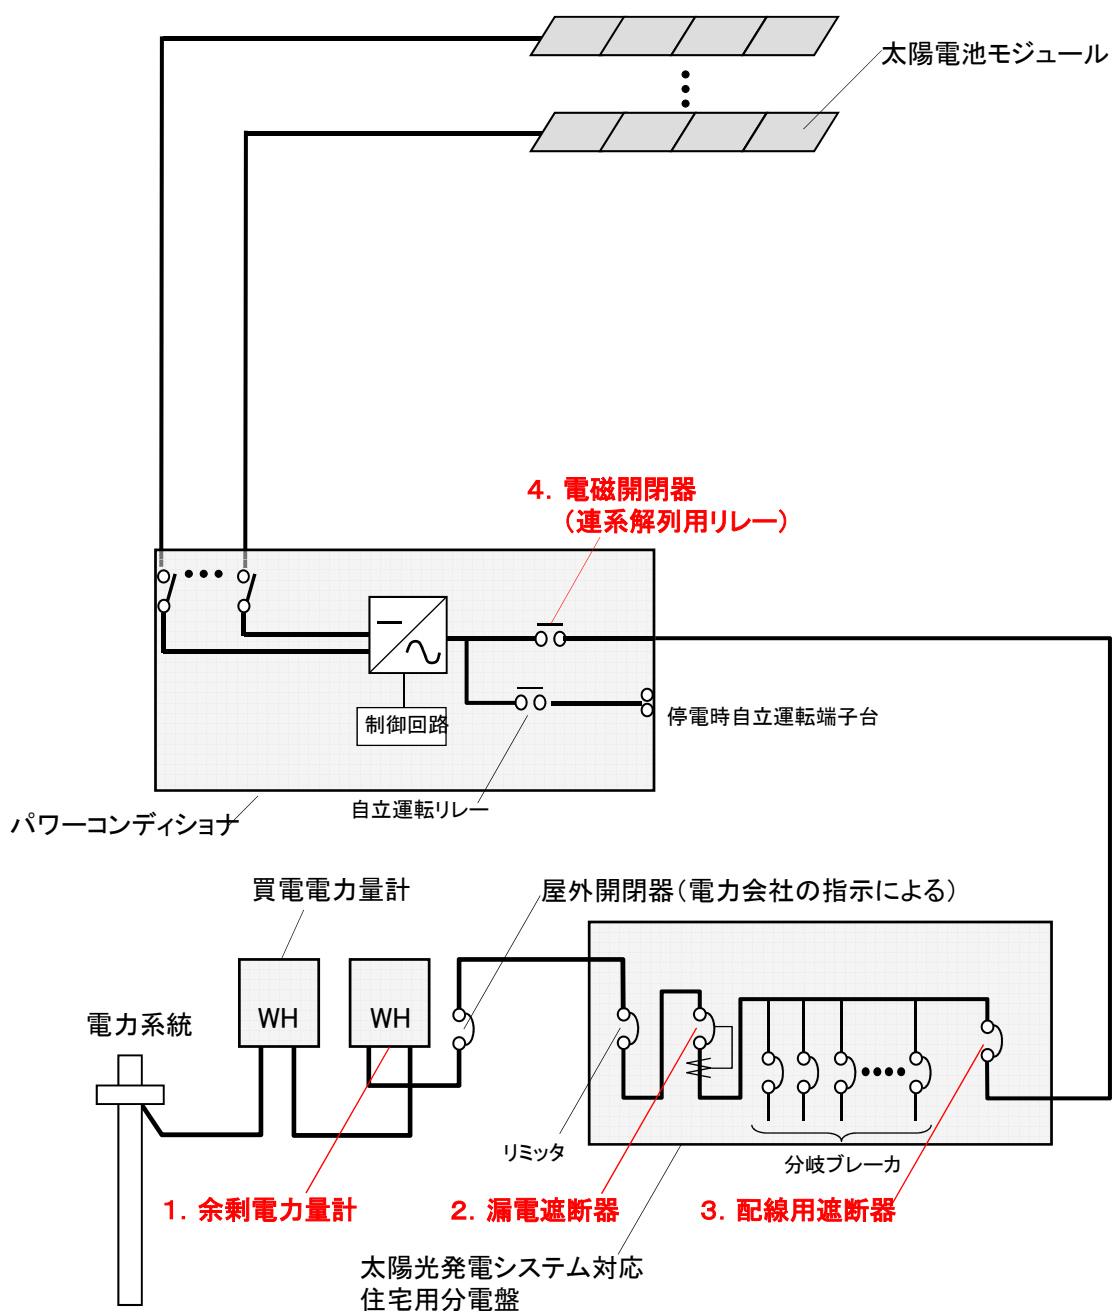 太陽電池モジュール
4．電磁開閉器
（連系解列用リレー）
制御回路
停電時自立運転端子台
自立運転リレー
パワーコンディショナ
買電電力量計
屋外開閉器（電力会社の指示による）
WH
WH
電力系統
リミッタ
分岐ブレーカ
1．余剰電力量計
2．漏電遮断器
3．配線用遮断器
太陽光発電システム対応
住宅用分電盤